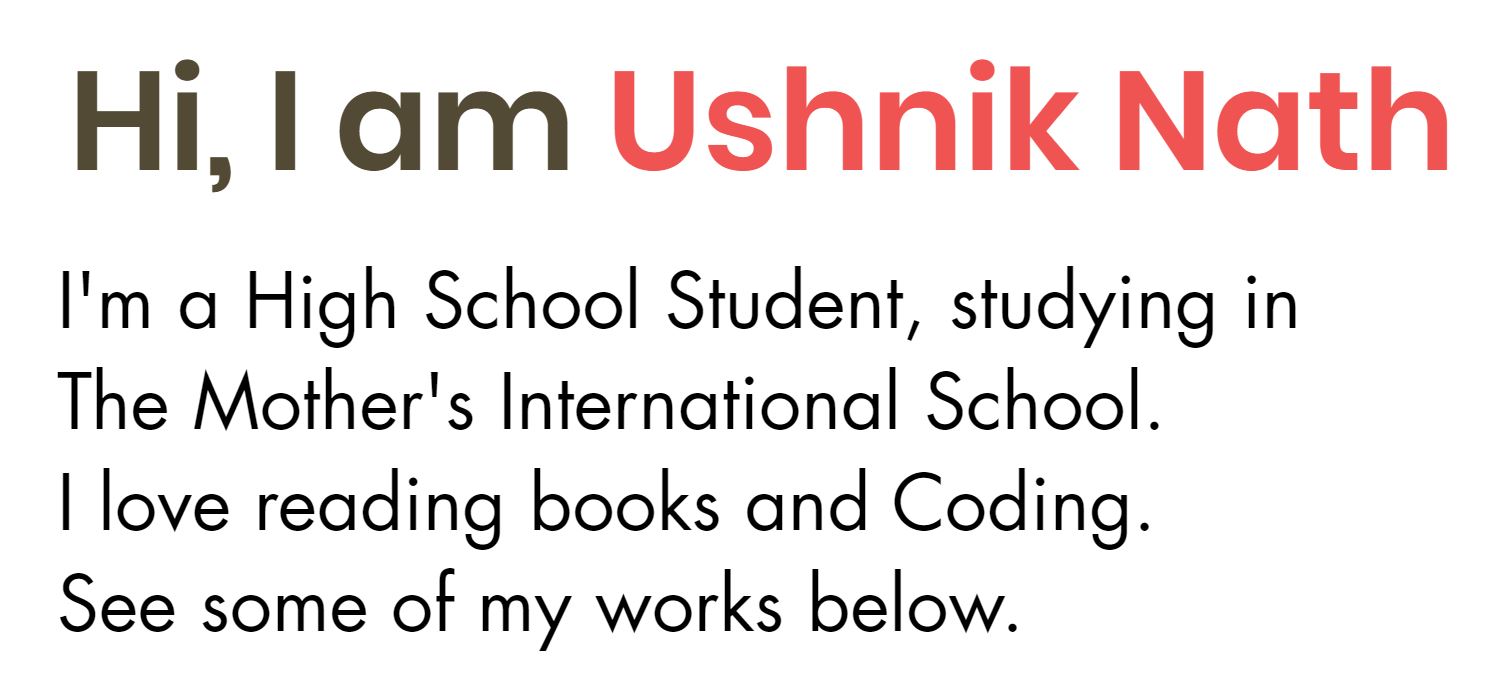 Hi, I am Ushnik Nath
I'm a High School Student, studying in
The Mother's International School.
I love reading books and Coding.
See some of my works below.